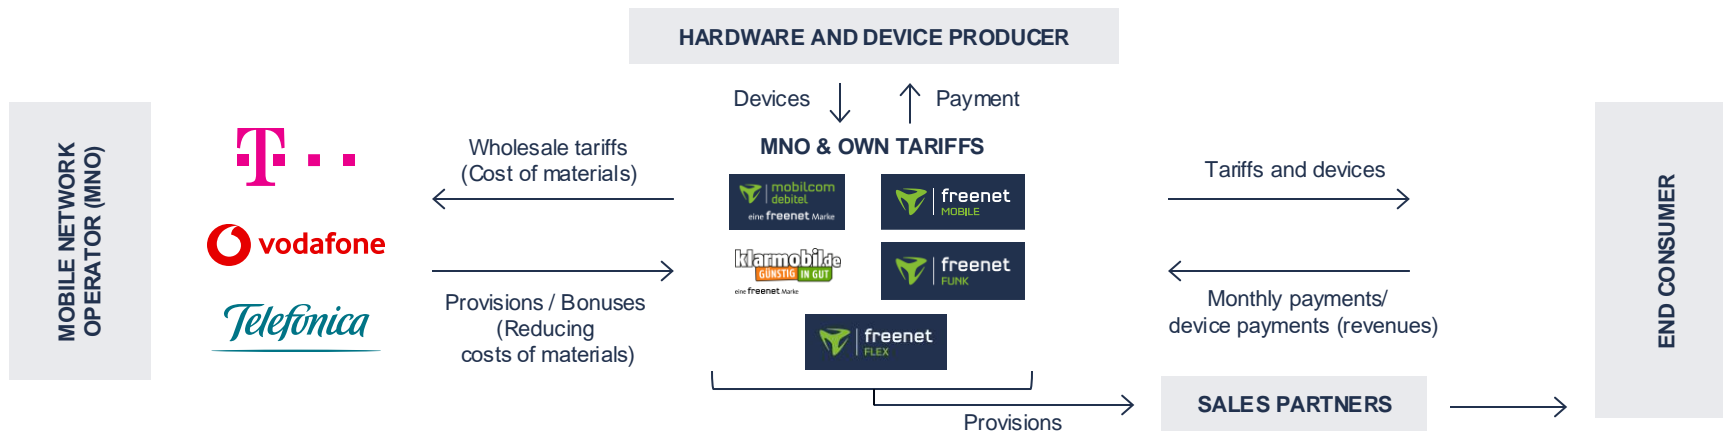 HARDWARE AND DEVICE PRODUCER
Devices
Payment
MOBILE NETWORK
OPERATOR (MNO)
T
vodafone
Telefónica
Wholesale tariffs
(Cost of materials)
Provisions / Bonuses
(Reducing
costs of materials)
MNO & OWN TARIFFS
mobilcom
debitel
eine freenet Marke
freenet
MOBILE
klarmobil.de
GÜNSTIG IN GUT
eine freenet Marke
freenet
FUNK
freenet
FLEX
Tariffs and devices
Monthly payments/
device payments (revenues)
Provisions
SALES PARTNERS
END CONSUMER